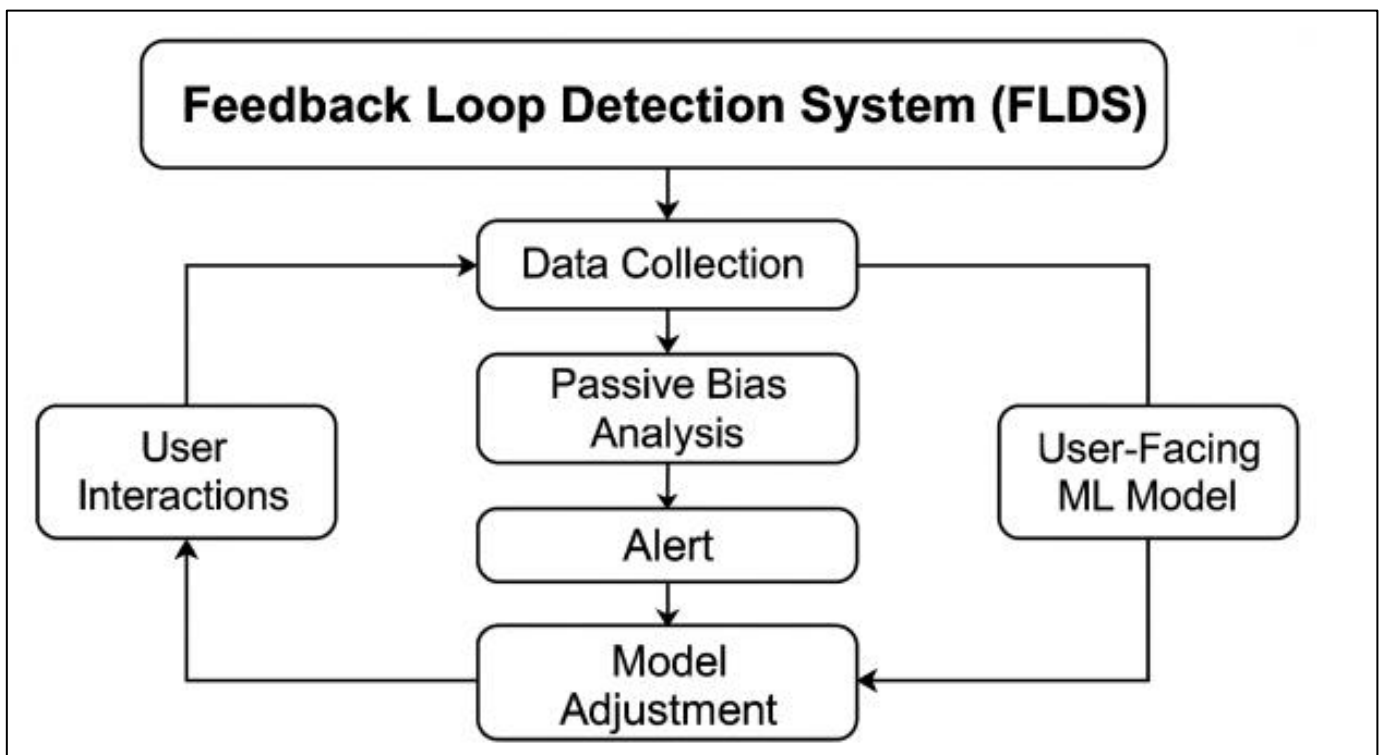 Feedback Loop Detection System (FLDS)
Data Collection
Passive Bias
Analysis
User
Interactions
User-Facing
ML Model
Alert
Model
Adjustment